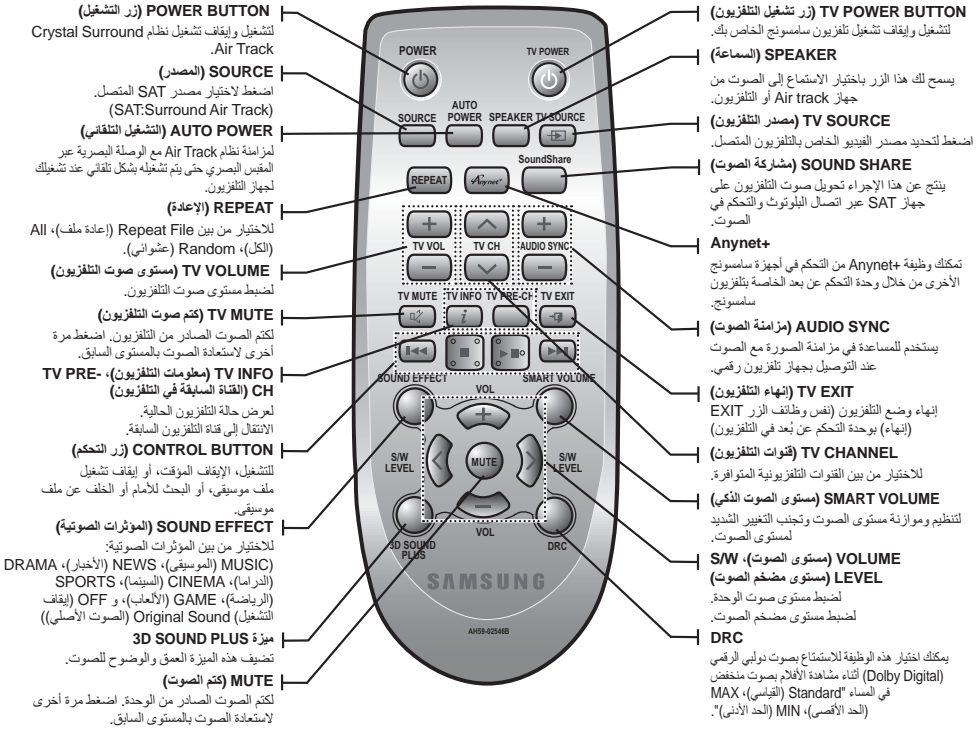 POWER BUTTON (زر التشغيل)
لتشغيل وإيقاف تشغيل نظام Crystal Surround
Air Track.
SOURCE (المصدر)
اضغط لاختيار مصدر SAT المتصل.
(SAT:Surround Air Track)
AUTO POWER (التشغيل التلقائي)
لمزامنة نظام Air Track مع الوصلة البصرية عبر
المقبس البصري حتى يتم تشغيله بشكل تلقائي عند تشغيلك
لجهاز التلفزيون.
REPEAT (الإعادة)
للاختيار من بين Repeat File (إعادة ملف)، All
(الكل)، Random (عشوائي).
TV VOLUME (مستوى صوت التلفزيون)
لضبط مستوى صوت التلفزيون.
TV MUTE (كتم صوت التلفزيون)
لكتم الصوت الصادر من التلفزيون. اضغط مرة
أخرى لاستعادة الصوت بالمستوى السابق.
TV INFO (معلومات التلفزيون)، TV PRE-
CH (القناة السابقة في التلفزيون)
لعرض حالة التلفزيون الحالية.
الانتقال إلى قناة التلفزيون السابقة.
CONTROL BUTTON (زر التحكم)
للتشغيل، الإيقاف المؤقت، أو إيقاف تشغيل
ملف موسيقى، أو البحث للأمام أو الخلف عن ملف
موسيقى.
SOUND EFFECT (المؤثرات الصوتية)
للاختيار من بين المؤثرات الصوتية:
(MUSIC (الموسيقى)، NEWS (الأخبار)، DRAMA
(الدراما)، CINEMA (السينما)، SPORTS
(الرياضة)، GAME (الألعاب)، و OFF (إيقاف
التشغيل) Original Sound (الصوت الأصلي))
ميزة 3D SOUND PLUS
تضيف هذه الميزة العمق والوضوح للصوت.
MUTE (كتم الصوت)
لكتم الصوت الصادر من الوحدة. اضغط مرة أخرى
لاستعادة الصوت بالمستوى السابق.
POWER
TV POWER
SOURCE
AUTO
POWER
SPEAKER
TV SOURCE
SoundShare
REPEAT
Anynet+
TV VOL
TV CH
AUDIO SYNC
TV MUTE
TV INFO
TV PRE-CH
TV EXIT
SOUND EFFECT
SMART VOLUME
VOL
S/W
LEVEL
MUTE
S/W
LEVEL
VOL
3D SOUND
PLUS
DRC
SAMSUNG
AH59-02546B
TV POWER BUTTON (زر تشغيل التلفزيون)
لتشغيل وإيقاف تشغيل تلفزيون سامسونج الخاص بك.
SPEAKER (السماعة)
يسمح لك هذا الزر باختيار الاستماع إلى الصوت من
جهاز Air track أو التلفزيون.
TV SOURCE (مصدر التلفزيون)
اضغط لتحديد مصدر الفيديو الخاص بالتلفزيون المتصل.
SOUND SHARE (مشاركة الصوت)
ينتج عن هذا الإجراء تحويل صوت التلفزيون على
جهاز SAT عبر اتصال البلوتوث والتحكم في
الصوت.
Anynet+
تمكنك وظيفة Anynet+ من التحكم في أجهزة سامسونج
الأخرى من خلال وحدة التحكم عن بعد الخاصة بتلفزيون
سامسونج.
AUDIO SYNC (مزامنة الصوت)
يستخدم للمساعدة في مزامنة الصورة مع الصوت
عند التوصيل بجهاز تلفزيون رقمي.
TV EXIT (إنهاء التلفزيون)
إنهاء وضع التلفزيون (نفس وظائف الزر EXIT
(إنهاء) بوحدة التحكم عن بُعد في التلفزيون)
TV CHANNEL (قنوات التلفزيون)
للاختيار من بين القنوات التلفزيونية المتوافرة.
SMART VOLUME (مستوى الصوت الذكي)
لتنظيم وموازنة مستوى الصوت وتجنب التغيير الشديد
لمستوى الصوت.
VOLUME (مستوى الصوت)، S/W
LEVEL (مستوى مضخم الصوت)
لضبط مستوى صوت الوحدة.
لضبط مستوى مضخم الصوت.
DRC
يمكنك اختيار هذه الوظيفة للاستمتاع بصوت دولبي الرقمي
(Dolby Digital) أثناء مشاهدة الأفلام بصوت منخفض
في المساء "Standard (القياسي)، MAX
(الحد الأقصى)، MIN (الحد الأدنى)".